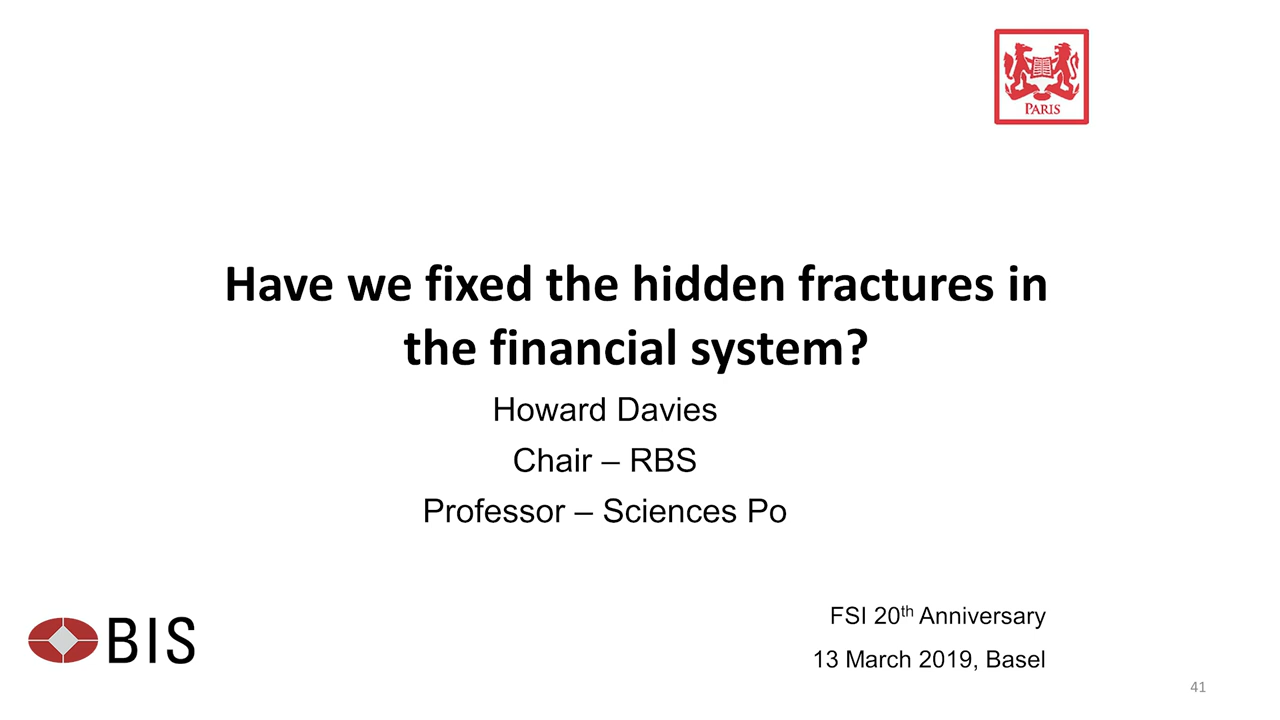 PARIS
Have we fixed the hidden fractures in
the financial system?
Howard Davies
Chair – RBS
Professor – Sciences Po
FSI 20th Anniversary
BIS
13 March 2019, Basel
41